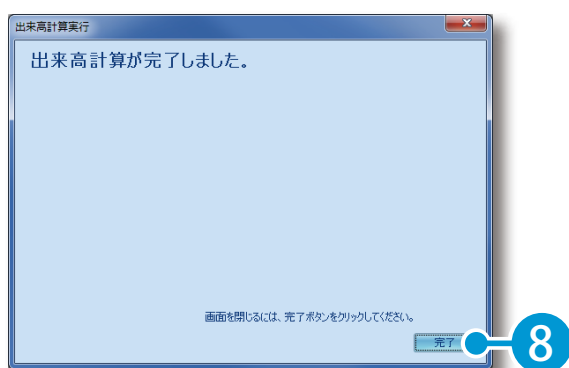 出来高計算実行
出来高計算が完了しました。
画面を閉じるには、完了ボタンをクリックしてください。
完了
8